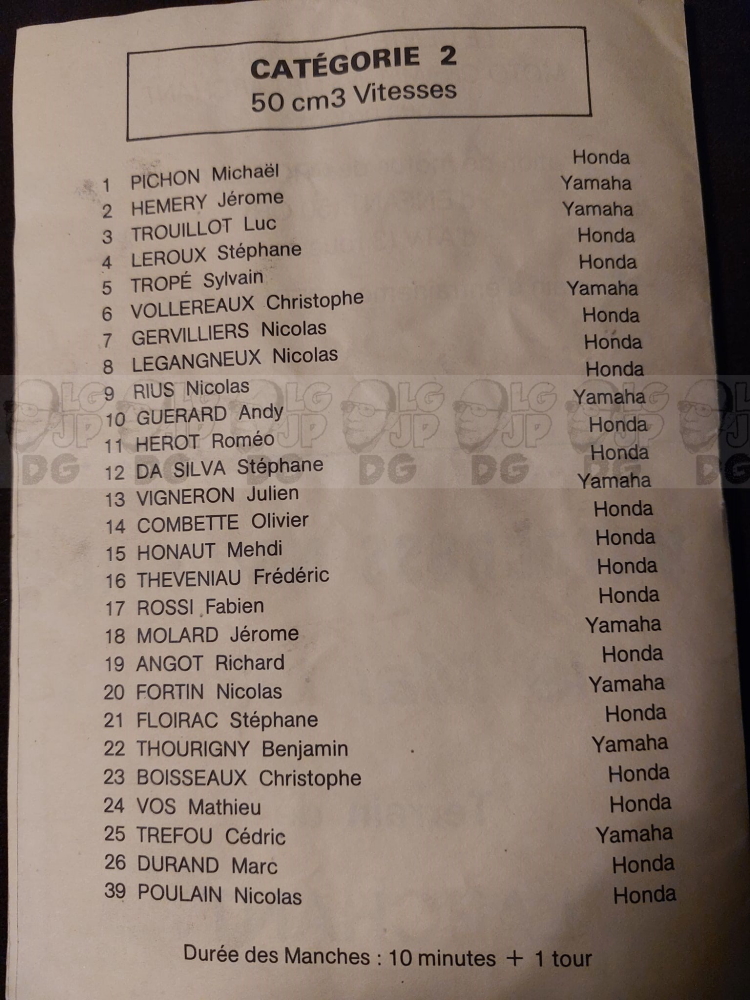 CATÉGORIE 2
50 cm3 Vitesses
1 PICHON Michaël Honda
2 HEMERY Jérome Yamaha
3 TROUILLOT Luc Yamaha
4 LEROUX Stéphane Honda
5 TROPÉ Sylvain Honda
6 VOLLEREAUX Christophe Yamaha
7 GERVILLIERS Nicolas Honda
8 LEGANGNEUX Nicolas Honda
9 RIUS Nicolas Honda
10 GUERARD Andy Yamaha
11 HEROT Roméo Honda
12 DA SILVA Stéphane Honda
13 VIGNERON Julien Yamaha
14 COMBETTE Olivier Honda
15 HONAUT Mehdi Honda
16 THEVENIAU Frédéric Honda
17 ROSSI Fabien Honda
18 MOLARD Jérome Yamaha
19 ANGOT Richard Honda
20 FORTIN Nicolas Yamaha
21 FLOIRAC Stéphane Honda
22 THOURIGNY Benjamin Yamaha
23 BOISSEAUX Christophe Honda
24 VOS Mathieu Honda
25 TREFOU Cédric Yamaha
26 DURAND Marc Honda
39 POULAIN Nicolas Honda
Durée des Manches : 10 minutes + 1 tour